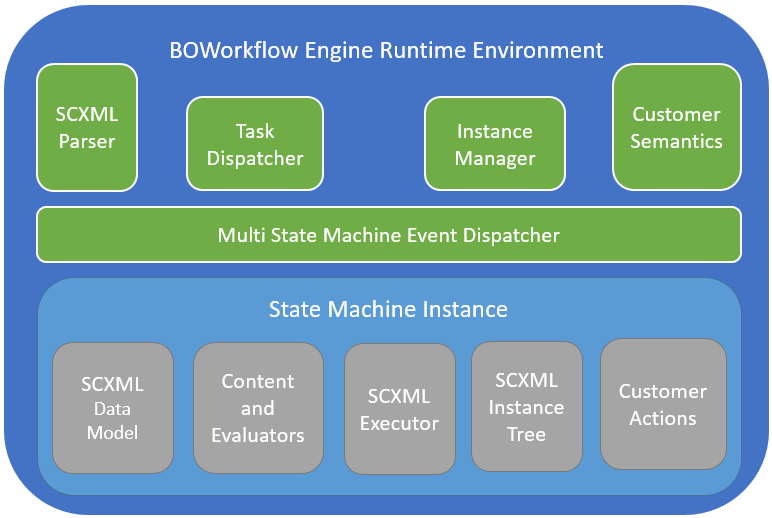 BOWorkflow Engine Runtime Environment
SCXML
Parser
Task
Dispatcher
Instance
Manager
Customer
Semantics
Multi State Machine Event Dispatcher
State Machine Instance
SCXML
Data
Model
Content
and
Evaluators
SCXML
Executor
SCXML
Instance
Tree
Customer
Actions